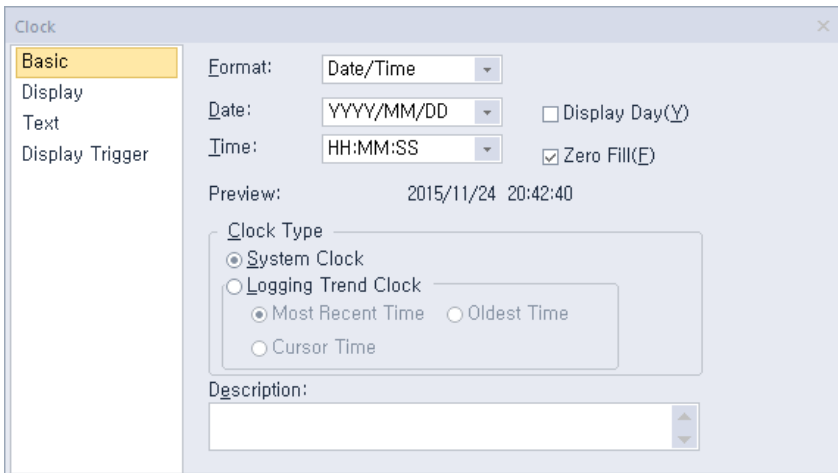 Clock
Basic
Display
Text
Display Trigger
Format: Date/Time
Date: YYYY/MM/DD Display Day(Y)
Time: HH:MM:SS Zero Fill(F)
Preview: 2015/11/24 20:42:40
Clock Type
System Clock
Logging Trend Clock
Most Recent Time Oldest Time
Cursor Time
Description: